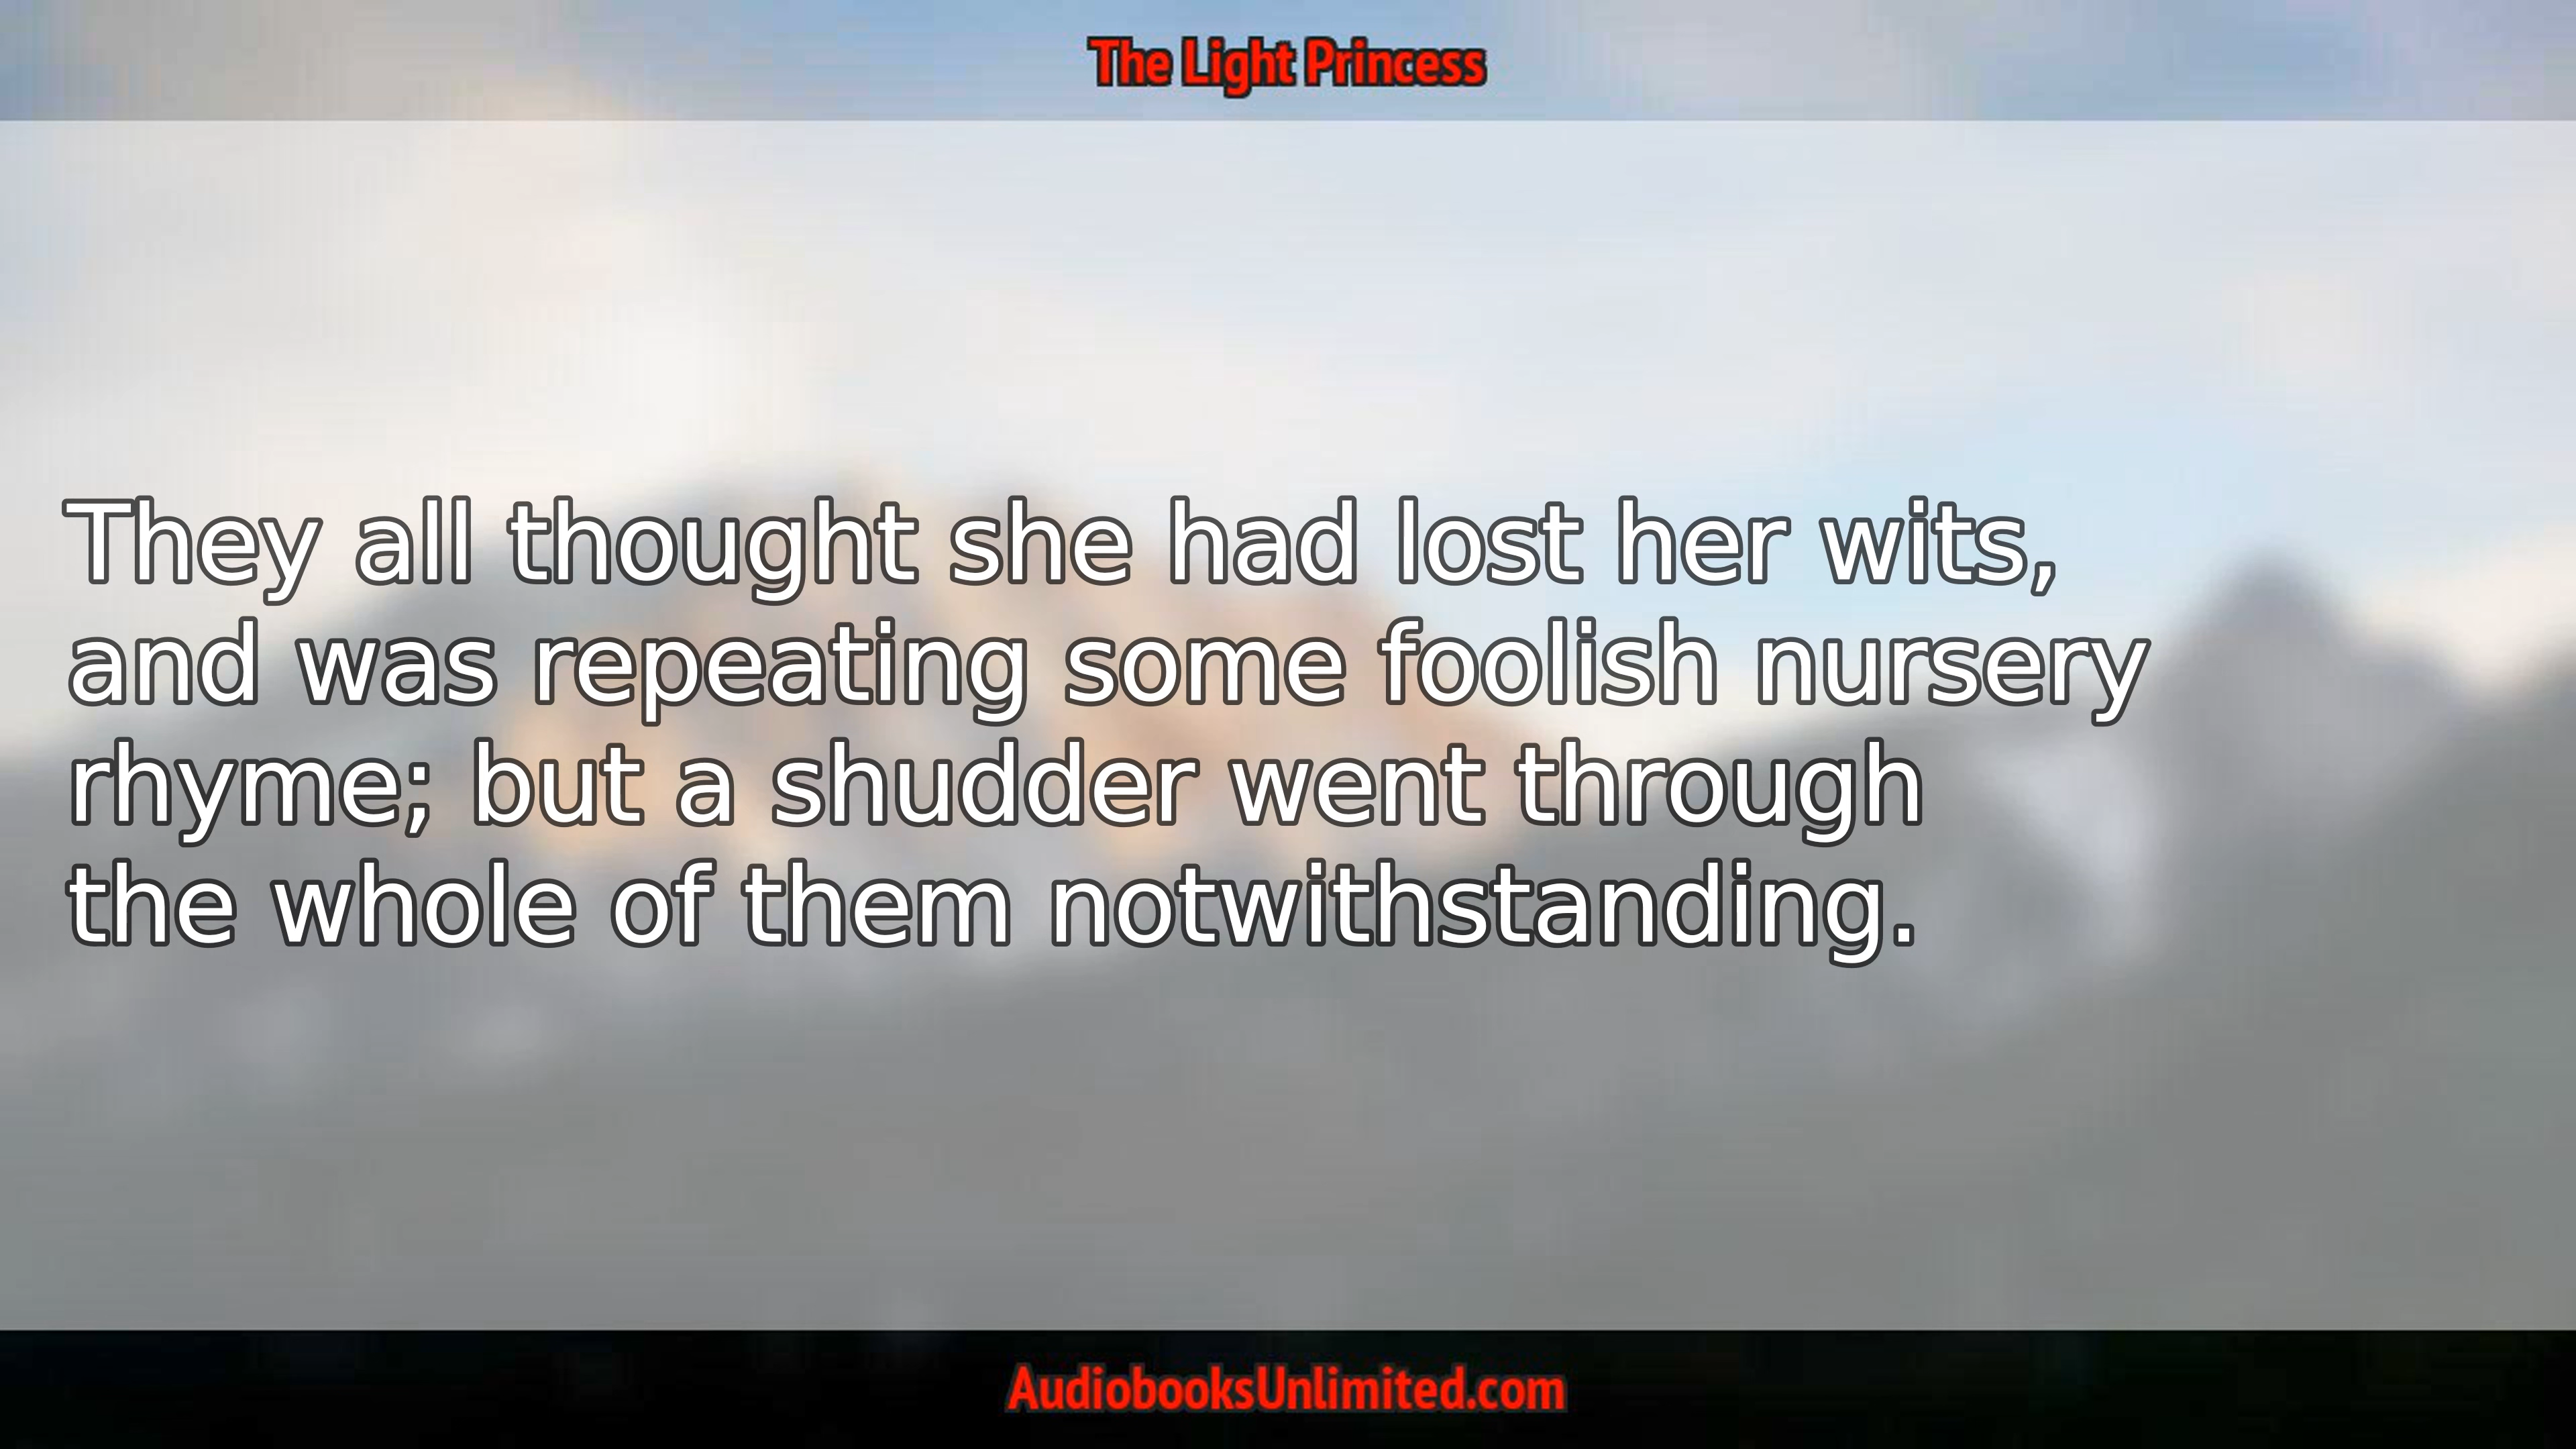 The Light Princess
They all thought she had lost her wits,
and was repeating some foolish nursery
rhyme; but a shudder went through
the whole of them notwithstanding.
AudiobooksUnlimited.com